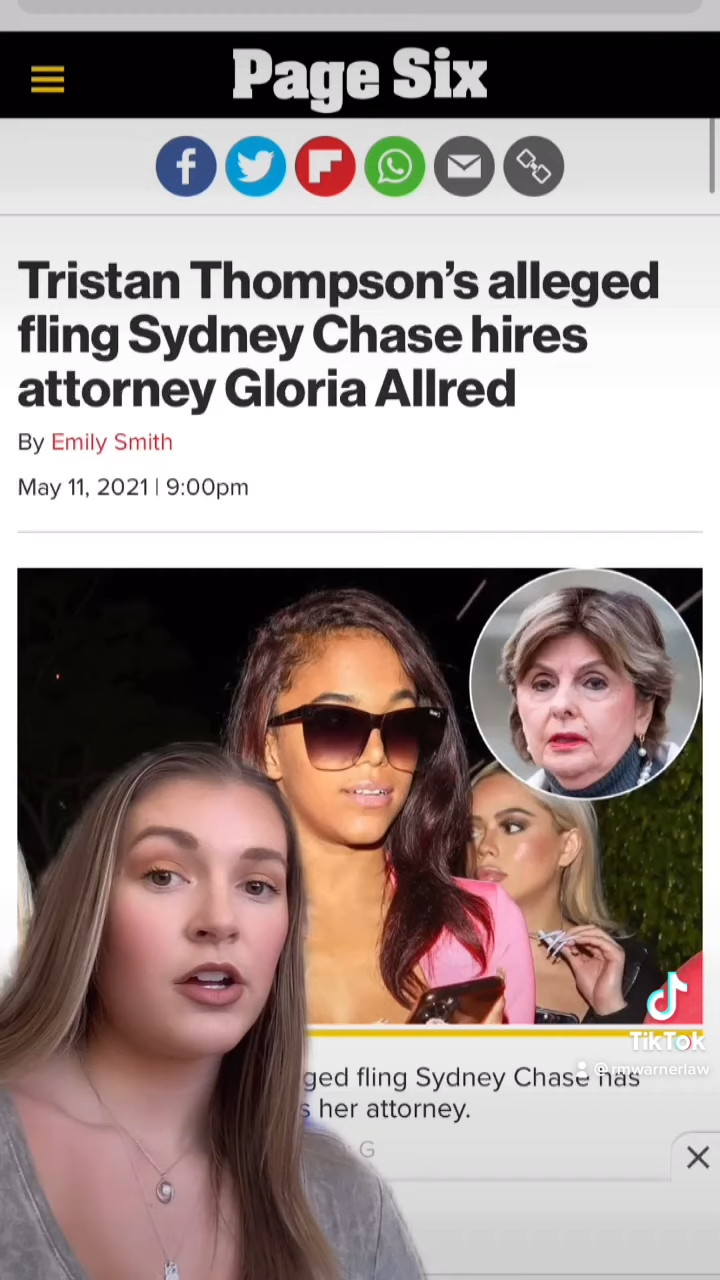 Page Six
Tristan Thompson's alleged
fling Sydney Chase hires
attorney Gloria Allred
By Emily Smith
May 11, 2021 | 9:00pm
TikTok
@rmwarnerlaw
ged fling Sydney Chase has
s her attorney.
G